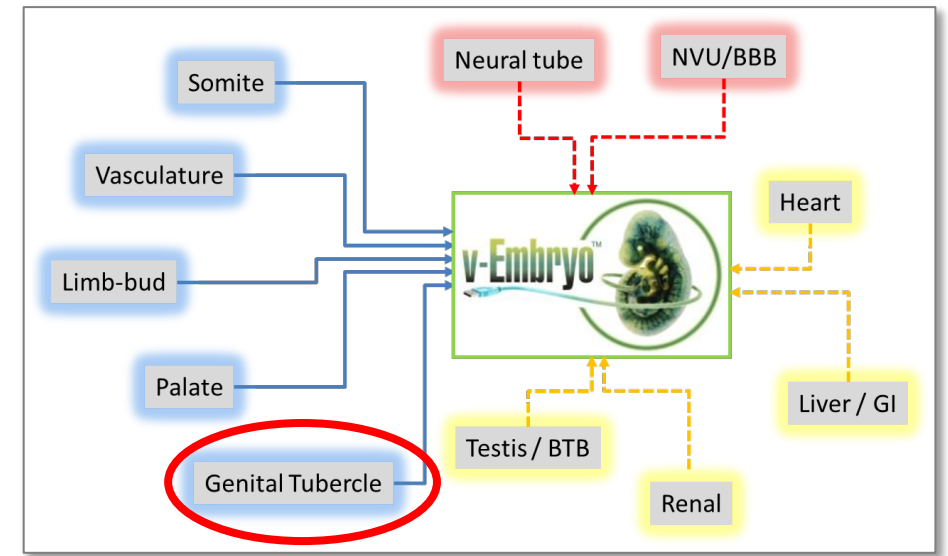 Neural tube
NVU/BBB
Somite
Vasculature
Heart
v-Embryo™
Limb-bud
Palate
Liver / GI
Testis / BTB
Genital Tubercle
Renal